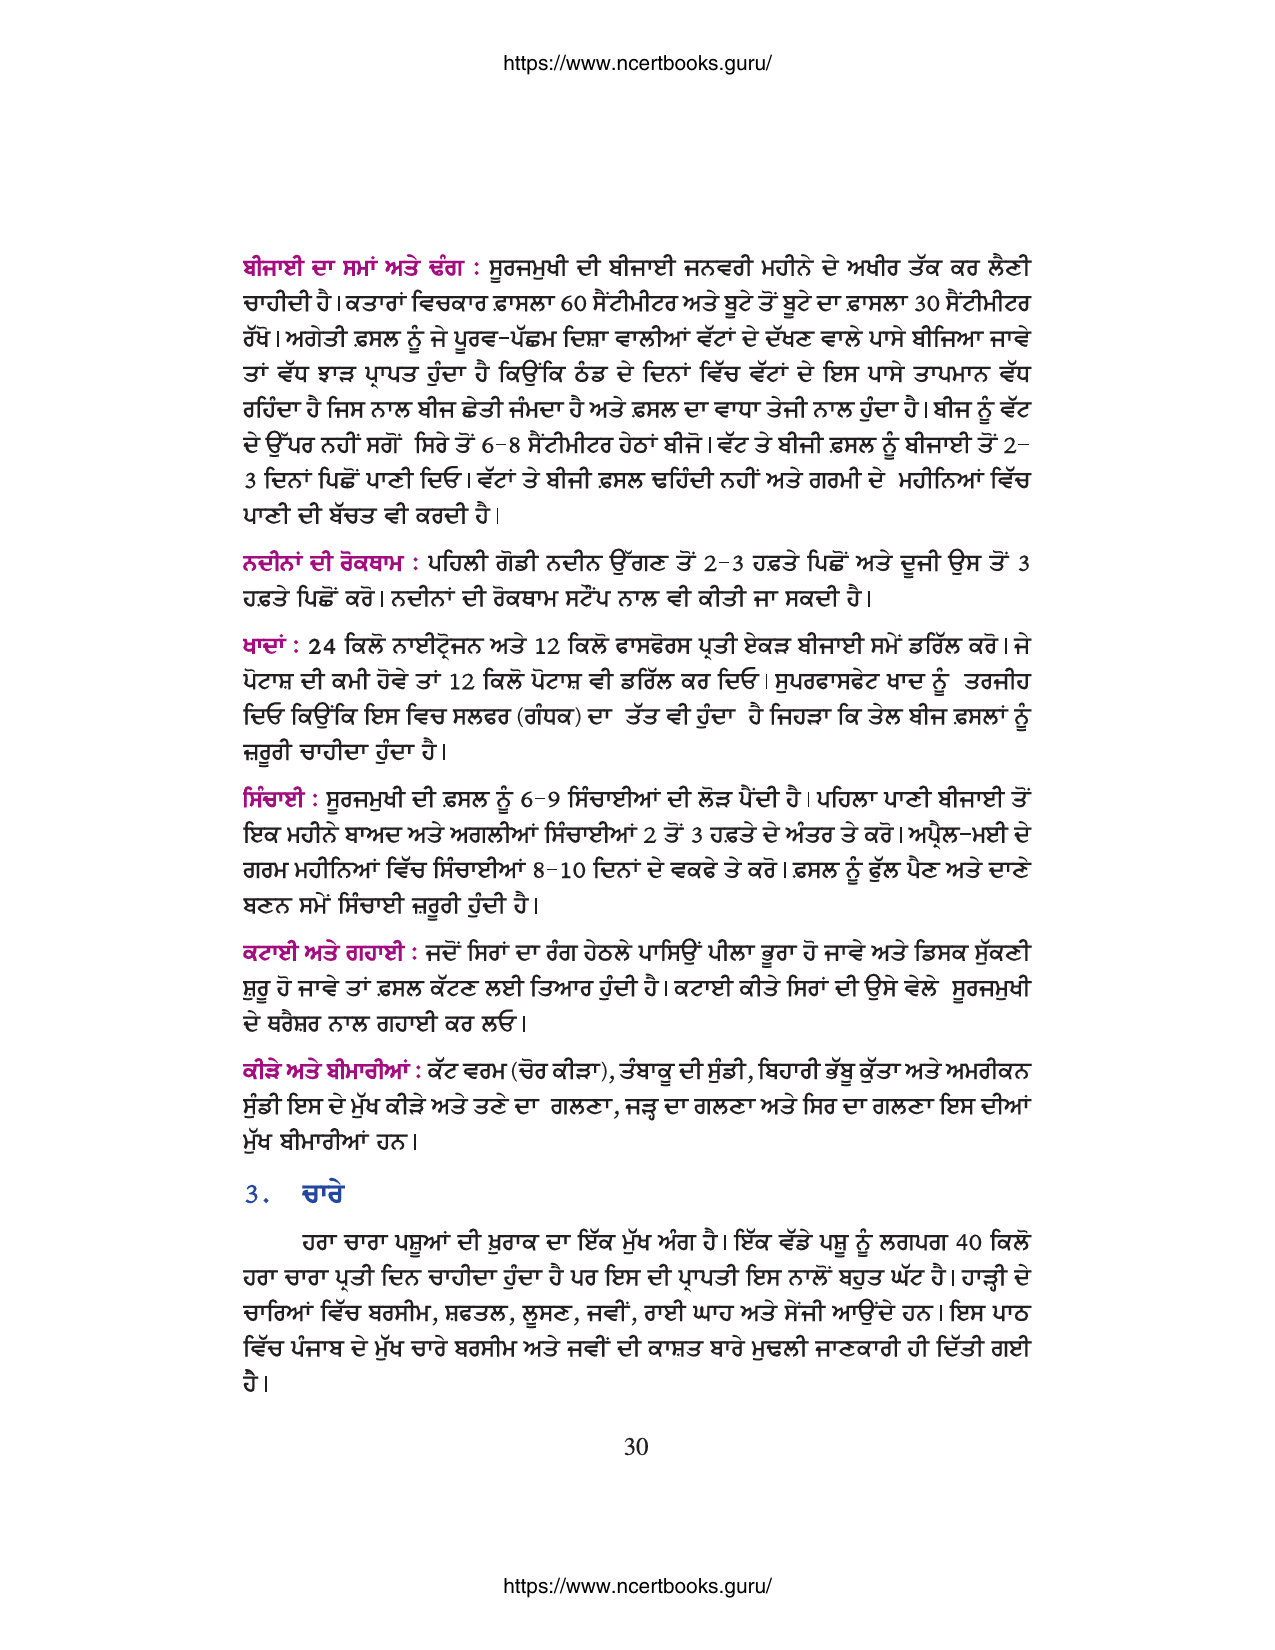 https://www.ncertbooks.guru/
ਬੀਜਾਈ ਦਾ ਸਮਾਂ ਅਤੇ ਢੰਗ : ਸੂਰਜਮੁਖੀ ਦੀ ਬੀਜਾਈ ਜਨਵਰੀ ਮਹੀਨੇ ਦੇ ਅਖੀਰ ਤੱਕ ਕਰ ਲੈਣੀ
ਚਾਹੀਦੀ ਹੈ। ਕਤਾਰਾਂ ਵਿਚਕਾਰ ਫ਼ਾਸਲਾ 60 ਸੈਂਟੀਮੀਟਰ ਅਤੇ ਬੂਟੇ ਤੋਂ ਬੂਟੇ ਦਾ ਫ਼ਾਸਲਾ 30 ਸੈਂਟੀਮੀਟਰ
ਰੱਖੋ। ਅਗੇਤੀ ਫ਼ਸਲ ਨੂੰ ਜੇ ਪੂਰਵ-ਪੱਛਮ ਦਿਸ਼ਾ ਵਾਲੀਆਂ ਵੱਟਾਂ ਦੇ ਦੱਖਣ ਵਾਲੇ ਪਾਸੇ ਬੀਜਿਆ ਜਾਵੇ
ਤਾਂ ਵੱਧ ਝਾੜ ਪ੍ਰਾਪਤ ਹੁੰਦਾ ਹੈ ਕਿਉਂਕਿ ਠੰਡ ਦੇ ਦਿਨਾਂ ਵਿੱਚ ਵੱਟਾਂ ਦੇ ਇਸ ਪਾਸੇ ਤਾਪਮਾਨ ਵੱਧ
ਰਹਿੰਦਾ ਹੈ ਜਿਸ ਨਾਲ ਬੀਜ ਛੇਤੀ ਜੰਮਦਾ ਹੈ ਅਤੇ ਫ਼ਸਲ ਦਾ ਵਾਧਾ ਤੇਜੀ ਨਾਲ ਹੁੰਦਾ ਹੈ। ਬੀਜ ਨੂੰ ਵੱਟ
ਦੇ ਉੱਪਰ ਨਹੀਂ ਸਗੋਂ ਸਿਰੇ ਤੋਂ 6-8 ਸੈਂਟੀਮੀਟਰ ਹੇਠਾਂ ਬੀਜੋ। ਵੱਟ ਤੇ ਬੀਜੀ ਫ਼ਸਲ ਨੂੰ ਬੀਜਾਈ ਤੋਂ 2-
3 ਦਿਨਾਂ ਪਿਛੋਂ ਪਾਣੀ ਦਿਓ। ਵੱਟਾਂ ਤੇ ਬੀਜੀ ਫ਼ਸਲ ਢਹਿੰਦੀ ਨਹੀਂ ਅਤੇ ਗਰਮੀ ਦੇ ਮਹੀਨਿਆਂ ਵਿੱਚ
ਪਾਣੀ ਦੀ ਬੱਚਤ ਵੀ ਕਰਦੀ ਹੈ।
ਨਦੀਨਾਂ ਦੀ ਰੋਕਥਾਮ : ਪਹਿਲੀ ਗੋਡੀ ਨਦੀਨ ਉੱਗਣ ਤੋਂ 2-3 ਹਫ਼ਤੇ ਪਿਛੋਂ ਅਤੇ ਦੂਜੀ ਉਸ ਤੋਂ 3
ਹਫ਼ਤੇ ਪਿਛੋਂ ਕਰੋ। ਨਦੀਨਾਂ ਦੀ ਰੋਕਥਾਮ ਸਟੌਂਪ ਨਾਲ ਵੀ ਕੀਤੀ ਜਾ ਸਕਦੀ ਹੈ।
ਖਾਦਾਂ : 24 ਕਿਲੋ ਨਾਈਟ੍ਰੋਜਨ ਅਤੇ 12 ਕਿਲੋ ਫਾਸਫੋਰਸ ਪ੍ਰਤੀ ਏਕੜ ਬੀਜਾਈ ਸਮੇਂ ਡਰਿੱਲ ਕਰੋ। ਜੇ
ਪੋਟਾਸ਼ ਦੀ ਕਮੀ ਹੋਵੇ ਤਾਂ 12 ਕਿਲੋ ਪੋਟਾਸ਼ ਵੀ ਡਰਿੱਲ ਕਰ ਦਿਓ। ਸੁਪਰਫਾਸਫੇਟ ਖਾਦ ਨੂੰ ਤਰਜੀਹ
ਦਿਓ ਕਿਉਂਕਿ ਇਸ ਵਿਚ ਸਲਫਰ (ਗੰਧਕ) ਦਾ ਤੱਤ ਵੀ ਹੁੰਦਾ ਹੈ ਜਿਹੜਾ ਕਿ ਤੇਲ ਬੀਜ ਫ਼ਸਲਾਂ ਨੂੰ
ਜ਼ਰੂਰੀ ਚਾਹੀਦਾ ਹੁੰਦਾ ਹੈ।
ਸਿੰਚਾਈ : ਸੂਰਜਮੁਖੀ ਦੀ ਫ਼ਸਲ ਨੂੰ 6-9 ਸਿੰਚਾਈਆਂ ਦੀ ਲੋੜ ਪੈਂਦੀ ਹੈ। ਪਹਿਲਾ ਪਾਣੀ ਬੀਜਾਈ ਤੋਂ
ਇਕ ਮਹੀਨੇ ਬਾਅਦ ਅਤੇ ਅਗਲੀਆਂ ਸਿੰਚਾਈਆਂ 2 ਤੋਂ 3 ਹਫ਼ਤੇ ਦੇ ਅੰਤਰ ਤੇ ਕਰੋ। ਅਪ੍ਰੈਲ-ਮਈ ਦੇ
ਗਰਮ ਮਹੀਨਿਆਂ ਵਿੱਚ ਸਿੰਚਾਈਆਂ 8-10 ਦਿਨਾਂ ਦੇ ਵਕਫੇ ਤੇ ਕਰੋ। ਫ਼ਸਲ ਨੂੰ ਫੁੱਲ ਪੈਣ ਅਤੇ ਦਾਣੇ
ਬਣਨ ਸਮੇਂ ਸਿੰਚਾਈ ਜ਼ਰੂਰੀ ਹੁੰਦੀ ਹੈ।
ਕਟਾਈ ਅਤੇ ਗਹਾਈ : ਜਦੋਂ ਸਿਰਾਂ ਦਾ ਰੰਗ ਹੇਠਲੇ ਪਾਸਿਉਂ ਪੀਲਾ ਭੂਰਾ ਹੋ ਜਾਵੇ ਅਤੇ ਡਿਸਕ ਸੁੱਕਣੀ
ਸ਼ੁਰੂ ਹੋ ਜਾਵੇ ਤਾਂ ਫ਼ਸਲ ਕੱਟਣ ਲਈ ਤਿਆਰ ਹੁੰਦੀ ਹੈ। ਕਟਾਈ ਕੀਤੇ ਸਿਰਾਂ ਦੀ ਉਸੇ ਵੇਲੇ ਸੂਰਜਮੁਖੀ
ਦੇ ਥਰੈਸ਼ਰ ਨਾਲ ਗਹਾਈ ਕਰ ਲਓ।
ਕੀੜੇ ਅਤੇ ਬੀਮਾਰੀਆਂ : ਕੱਟ ਵਰਮ (ਚੋਰ ਕੀੜਾ), ਤੰਬਾਕੂ ਦੀ ਸੁੰਡੀ, ਬਿਹਾਰੀ ਭੱਬੂ ਕੁੱਤਾ ਅਤੇ ਅਮਰੀਕਨ
ਸੁੰਡੀ ਇਸ ਦੇ ਮੁੱਖ ਕੀੜੇ ਅਤੇ ਤਣੇ ਦਾ ਗਲਣਾ, ਜੜ੍ਹ ਦਾ ਗਲਣਾ ਅਤੇ ਸਿਰ ਦਾ ਗਲਣਾ ਇਸ ਦੀਆਂ
ਮੁੱਖ ਬੀਮਾਰੀਆਂ ਹਨ।
3. ਚਾਰੇ
ਹਰਾ ਚਾਰਾ ਪਸ਼ੂਆਂ ਦੀ ਖ਼ੁਰਾਕ ਦਾ ਇੱਕ ਮੁੱਖ ਅੰਗ ਹੈ। ਇੱਕ ਵੱਡੇ ਪਸ਼ੂ ਨੂੰ ਲਗਪਗ 40 ਕਿਲੋ
ਹਰਾ ਚਾਰਾ ਪ੍ਰਤੀ ਦਿਨ ਚਾਹੀਦਾ ਹੁੰਦਾ ਹੈ ਪਰ ਇਸ ਦੀ ਪ੍ਰਾਪਤੀ ਇਸ ਨਾਲੋਂ ਬਹੁਤ ਘੱਟ ਹੈ। ਹਾੜ੍ਹੀ ਦੇ
ਚਾਰਿਆਂ ਵਿੱਚ ਬਰਸੀਮ, ਸ਼ਫਤਲ, ਲੂਸਣ, ਜਵੀਂ, ਰਾਈ ਘਾਹ ਅਤੇ ਸੇਂਜੀ ਆਉਂਦੇ ਹਨ। ਇਸ ਪਾਠ
ਵਿੱਚ ਪੰਜਾਬ ਦੇ ਮੁੱਖ ਚਾਰੇ ਬਰਸੀਮ ਅਤੇ ਜਵੀਂ ਦੀ ਕਾਸ਼ਤ ਬਾਰੇ ਮੁਢਲੀ ਜਾਣਕਾਰੀ ਹੀ ਦਿੱਤੀ ਗਈ
ਹੈ।
30
https://www.ncertbooks.guru/